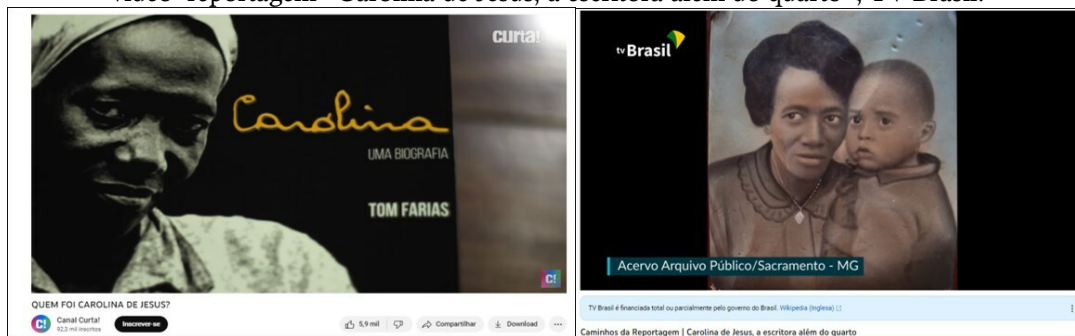 vídeo-reportagem "Carolina de Jesus, a escritora além do quarto", TV Brasil.
curta!
Carolina
UMA BIOGRAFIA
TOM FARIAS
C!
QUEM FOI CAROLINA DE JESUS?
C!
Canal Curta!
92,3 mil inscritos
Inscrever-se
5,9 mil
Compartilhar
Download
tv Brasil
Acervo Arquivo Público/Sacramento - MG
TV Brasil é financiada total ou parcialmente pelo governo do Brasil. Wikipedia (Inglesa)
Caminhos da Reportagem | Carolina de Jesus, a escritora além do quarto